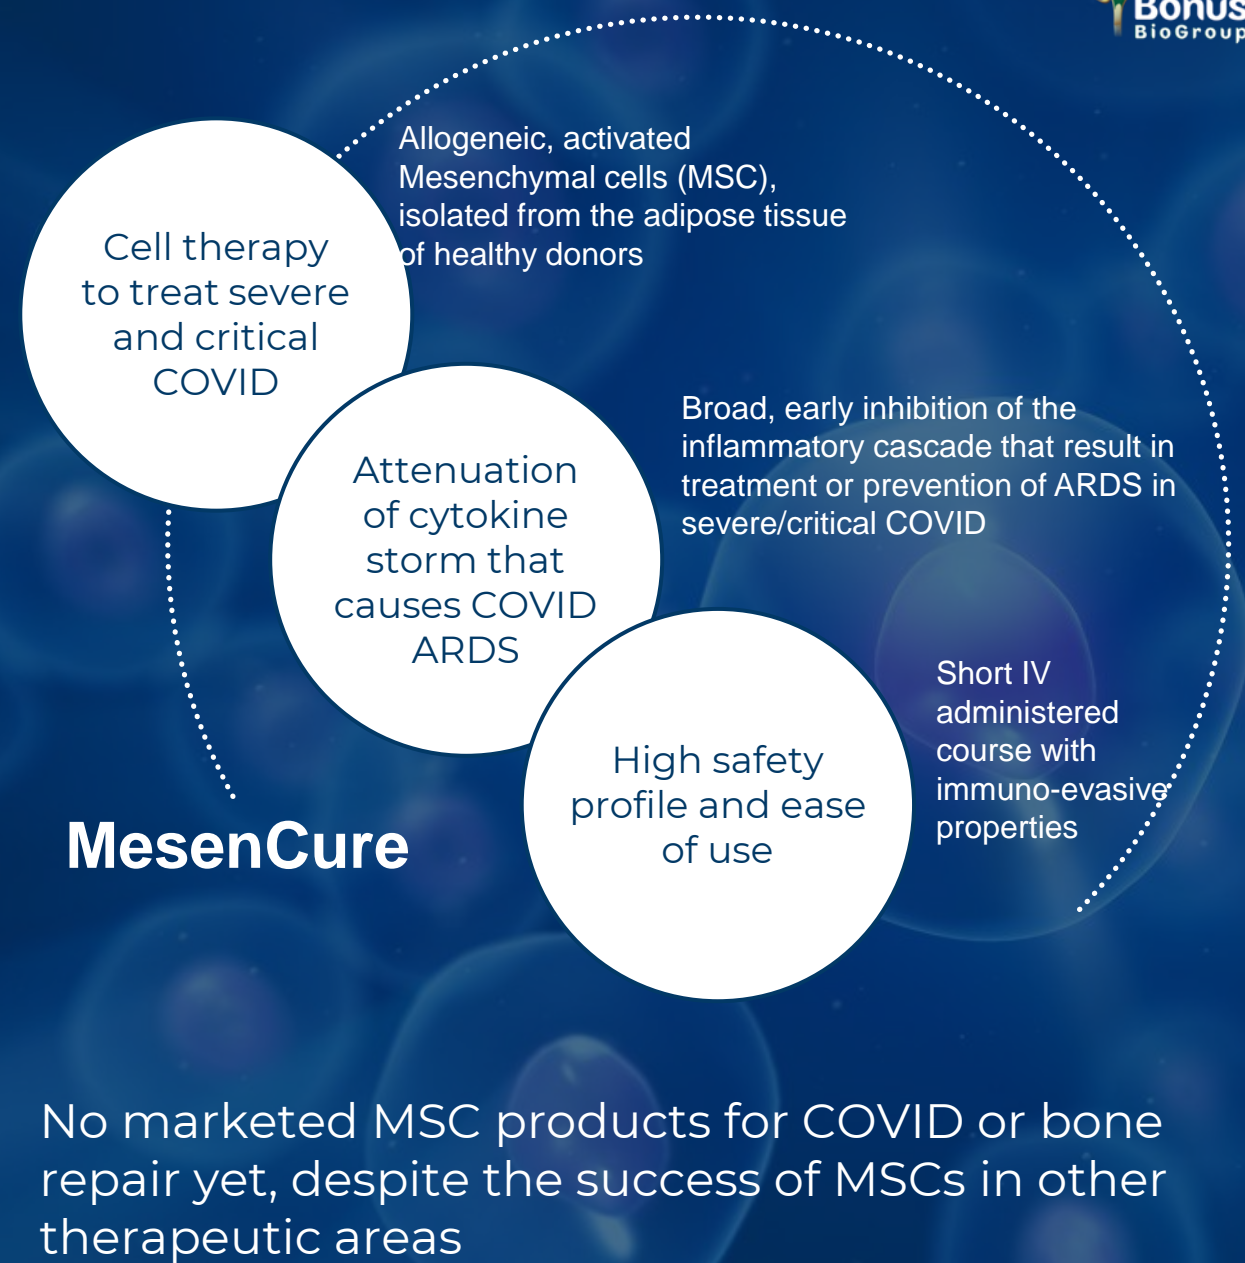 Bonus
BioGroup
Allogeneic, activated
Mesenchymal cells (MSC),
isolated from the adipose tissue
of healthy donors
Cell therapy
to treat severe
and critical
COVID
Broad, early inhibition of the
inflammatory cascade that result in
treatment or prevention of ARDS in
severe/critical COVID
Attenuation
of cytokine
storm that
causes COVID
ARDS
Short IV
administered
course with
immuno-evasive
properties
High safety
profile and ease
of use
MesenCure
No marketed MSC products for COVID or bone
repair yet, despite the success of MSCs in other
therapeutic areas